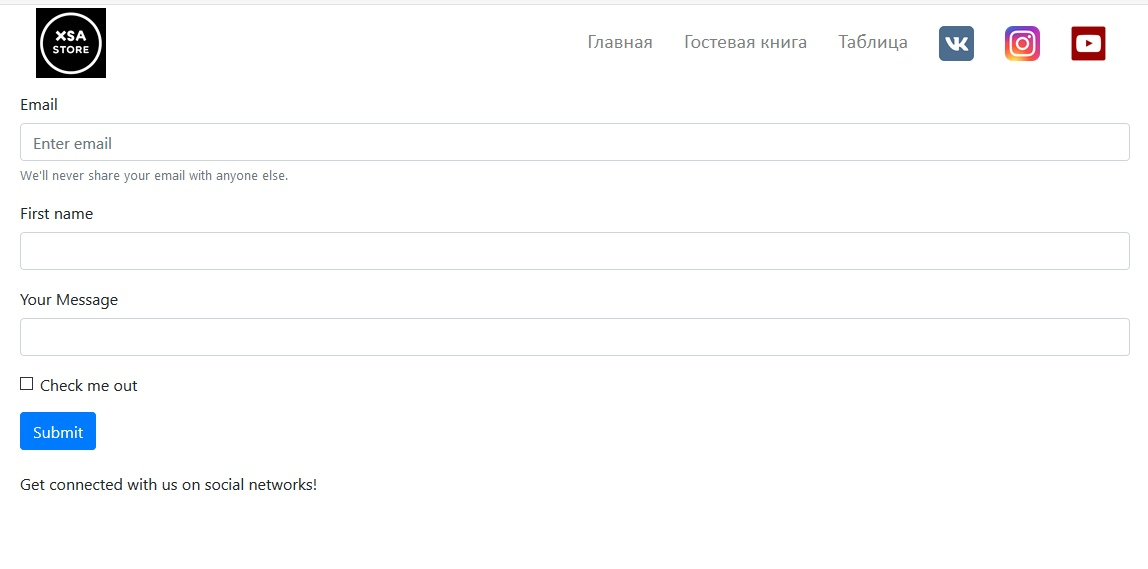 XSA
STORE
Главная Гостевая книга Таблица
Email
Enter email
We'll never share your email with anyone else.
First name
Your Message
Check me out
Submit
Get connected with us on social networks!